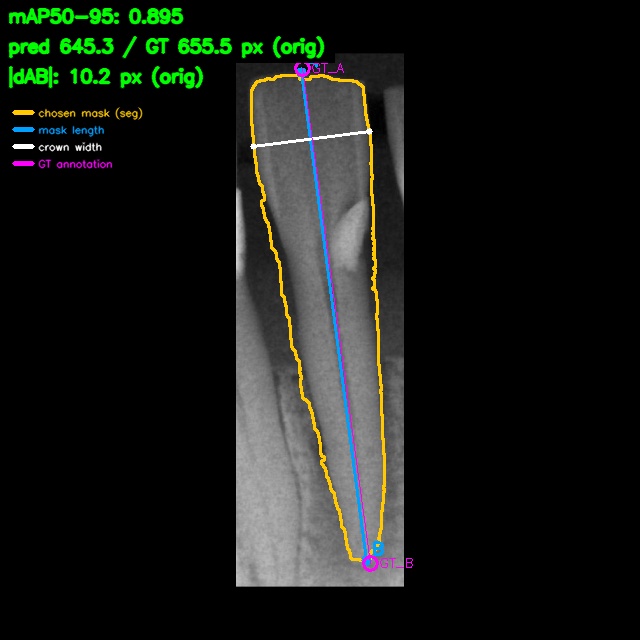 mAP50-95: 0.895
pred 645.3 / GT 655.5 px (orig)
|dAB|: 10.2 px (orig)
chosen mask (seg)
mask length
crown width
GT annotation
GT_A
B
GT_B